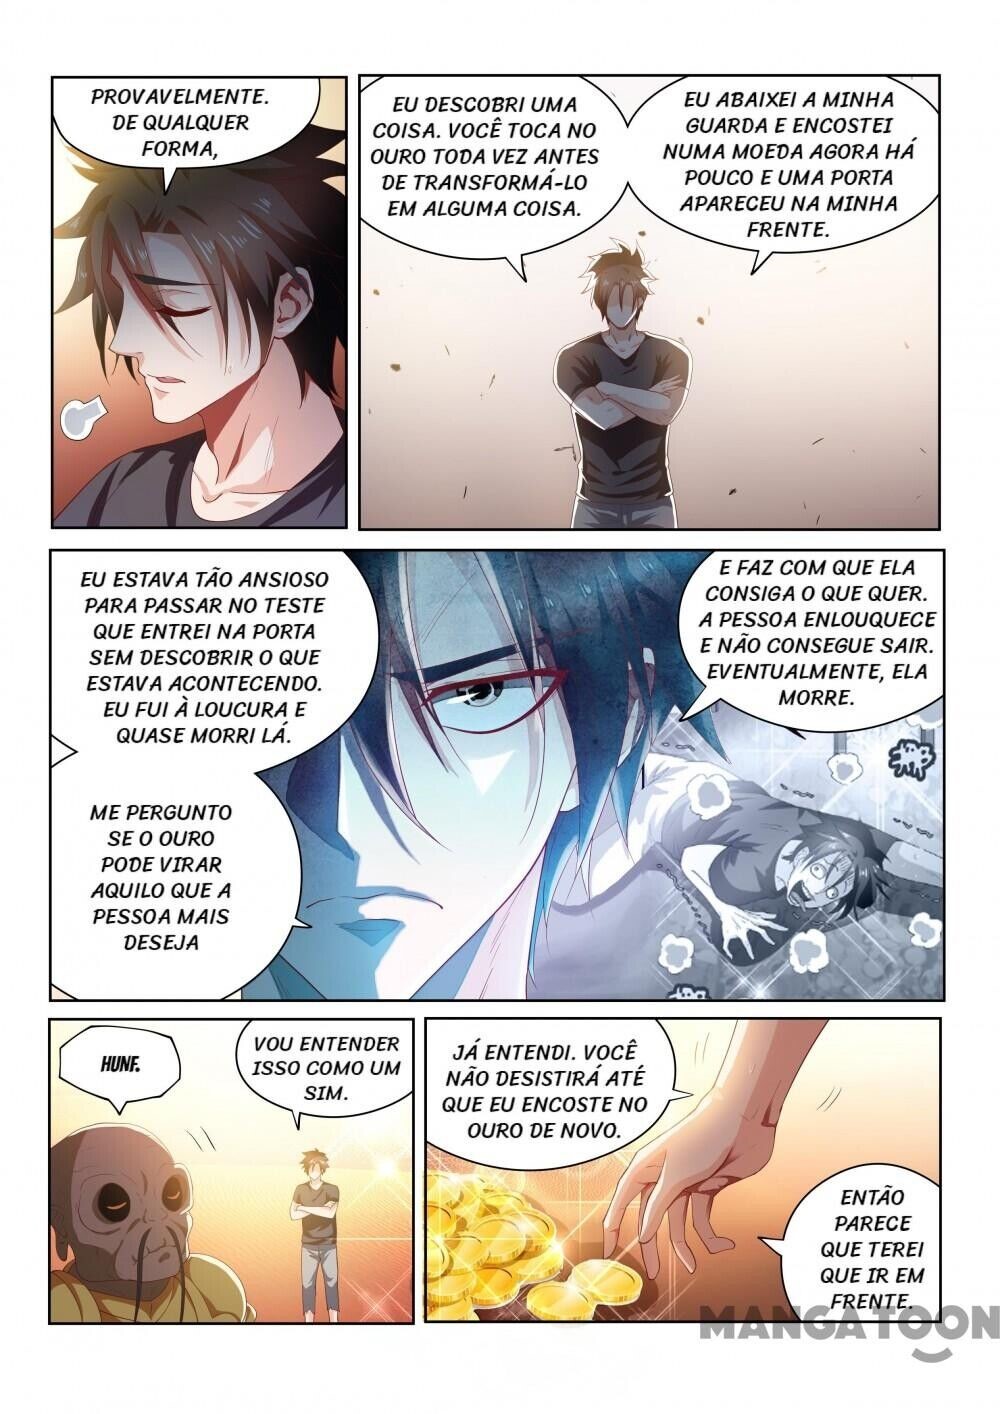 PROVAVELMENTE.
DE QUALQUER
FORMA,
EU DESCOBRI UMA
COISA. VOCÊ TOCA NO
OURO TODA VEZ ANTES
DE TRANSFORMÁ-LO
EM ALGUMA COISA.
EU ABAIXEI A MINHA
GUARDA E ENCOSTEI
NUMA MOEDA AGORA HÁ
POUCO E UMA PORTA
APARECEU NA MINHA
FRENTE.
EU ESTAVA TÃO ANSIOSO
PARA PASSAR NO TESTE
QUE ENTREI NA PORTA
SEM DESCOBRIR O QUE
ESTAVA ACONTECENDO.
EU FUI À LOUCURA E
QUASE MORRI LÁ.
ME PERGUNTO
SE O OURO
PODE VIRAR
AQUILO QUE A
PESSOA MAIS
DESEJA
E FAZ COM QUE ELA
CONSIGA O QUE QUER.
A PESSOA ENLOUQUECE
E NÃO CONSEGUE SAIR.
EVENTUALMENTE, ELA
MORRE.
HUNF.
VOU ENTENDER
ISSO COMO UM
SIM.
JÁ ENTENDI. VOCÊ
NÃO DESISTIRÁ ATÉ
QUE EU ENCOSTE NO
OURO DE NOVO.
ENTÃO
PARECE
QUE TEREI
QUE IR EM
FRENTE.
MANGATOON